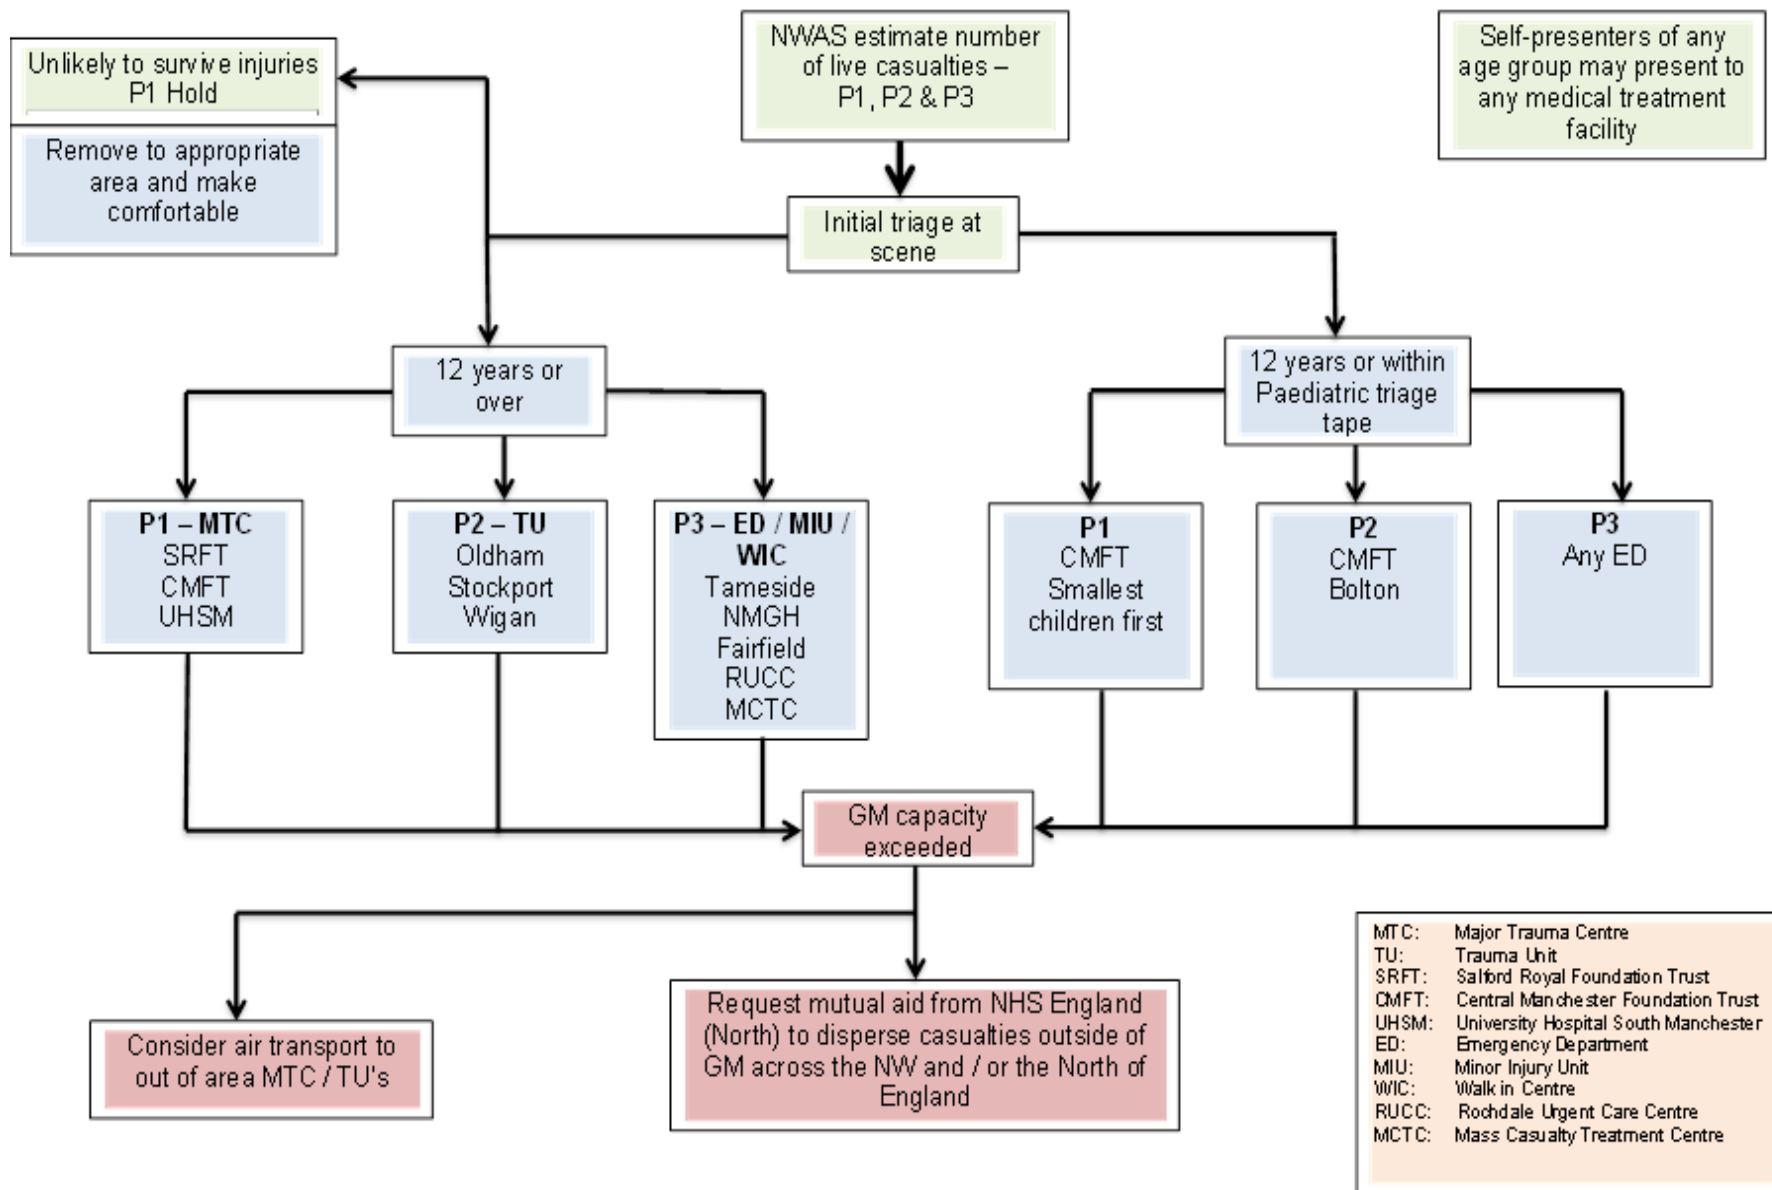 NWAS estimate number
of live casualties –
P1, P2 & P3
Self-presenters of any
age group may present to
any medical treatment
facility
Unlikely to survive injuries
P1 Hold
Remove to appropriate
area and make
comfortable
Initial triage at
scene
12 years or
over
12 years or within
Paediatric triage
tape
P1 – MTC
SRFT
CMFT
UHSM
P2 – TU
Oldham
Stockport
Wigan
P3 – ED / MIU /
WIC
Tameside
NMGH
Fairfield
RUCC
MCTC
P1
CMFT
Smallest
children first
P2
CMFT
Bolton
P3
Any ED
GM capacity
exceeded
Consider air transport to
out of area MTC / TU's
Request mutual aid from NHS England
(North) to disperse casualties outside of
GM across the NW and / or the North of
England
MTC: Major Trauma Centre
TU: Trauma Unit
SRFT: Salford Royal Foundation Trust
CMFT: Central Manchester Foundation Trust
UHSM: University Hospital South Manchester
ED: Emergency Department
MIU: Minor Injury Unit
WIC: Walk in Centre
RUCC: Rochdale Urgent Care Centre
MCTC: Mass Casualty Treatment Centre